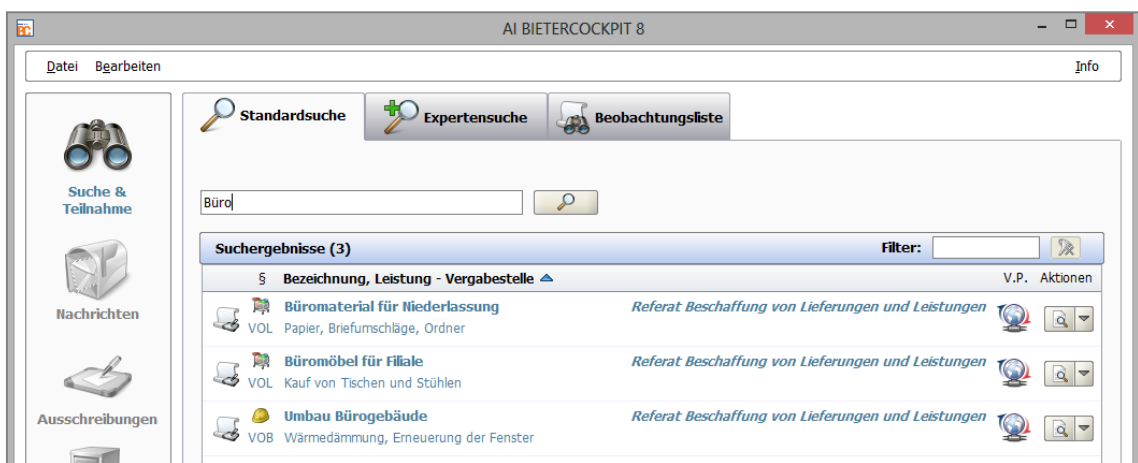 BC
AI BIETERCOCKPIT 8
Datei Bearbeiten Info
Standardsuche Expertensuche Beobachtungsliste
Suche &
Teilnahme
Büro
Suchergebnisse (3) Filter:
§ Bezeichnung, Leistung - Vergabestelle V.P. Aktionen
Büromaterial für Niederlassung Referat Beschaffung von Lieferungen und Leistungen
VOL Papier, Briefumschläge, Ordner
Nachrichten
Büromöbel für Filiale Referat Beschaffung von Lieferungen und Leistungen
VOL Kauf von Tischen und Stühlen
Umbau Bürogebäude Referat Beschaffung von Lieferungen und Leistungen
VOB Wärmedämmung, Erneuerung der Fenster
Ausschreibungen